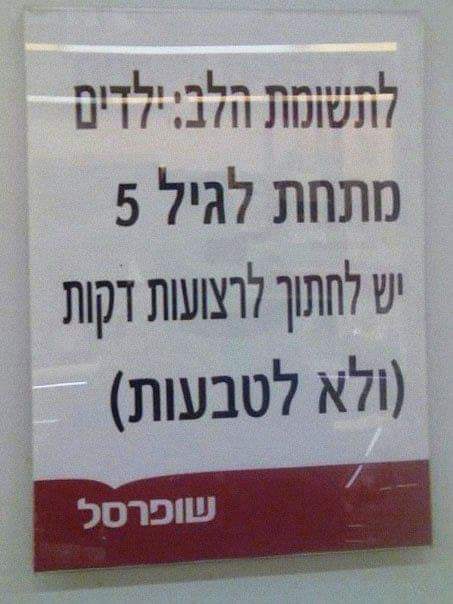 לתשומת הלב: ילדים
מתחת לגיל 5
יש לחתוך לרצועות דקות
(ולא לטבעות)
שופרסל